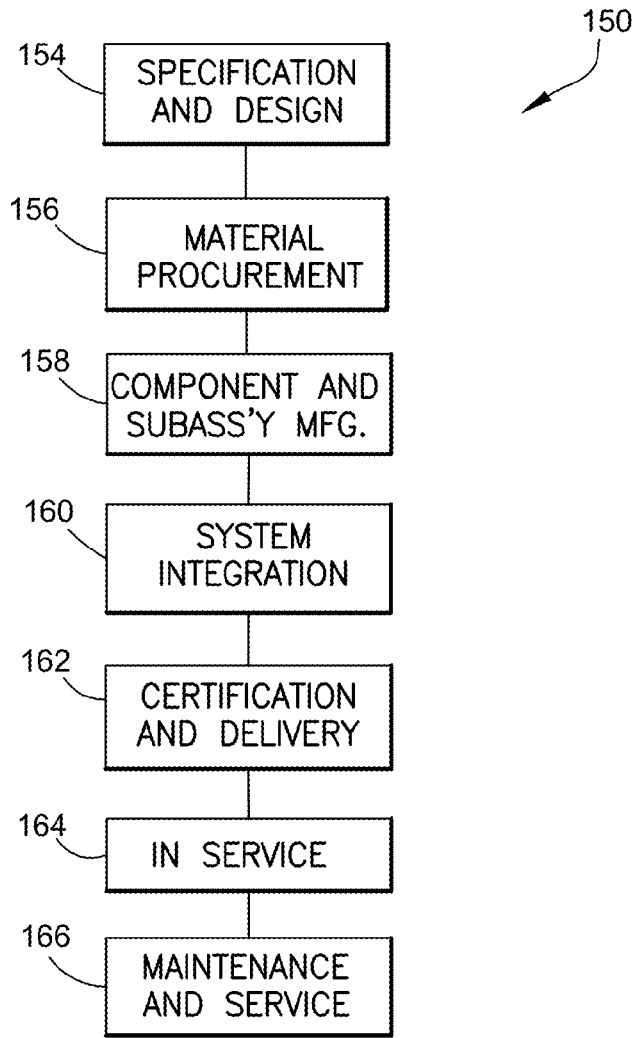 150
154
SPECIFICATION
AND DESIGN
156
MATERIAL
PROCUREMENT
158
COMPONENT AND
SUBASS'Y MFG.
160
SYSTEM
INTEGRATION
162
CERTIFICATION
AND DELIVERY
164
IN SERVICE
166
MAINTENANCE
AND SERVICE